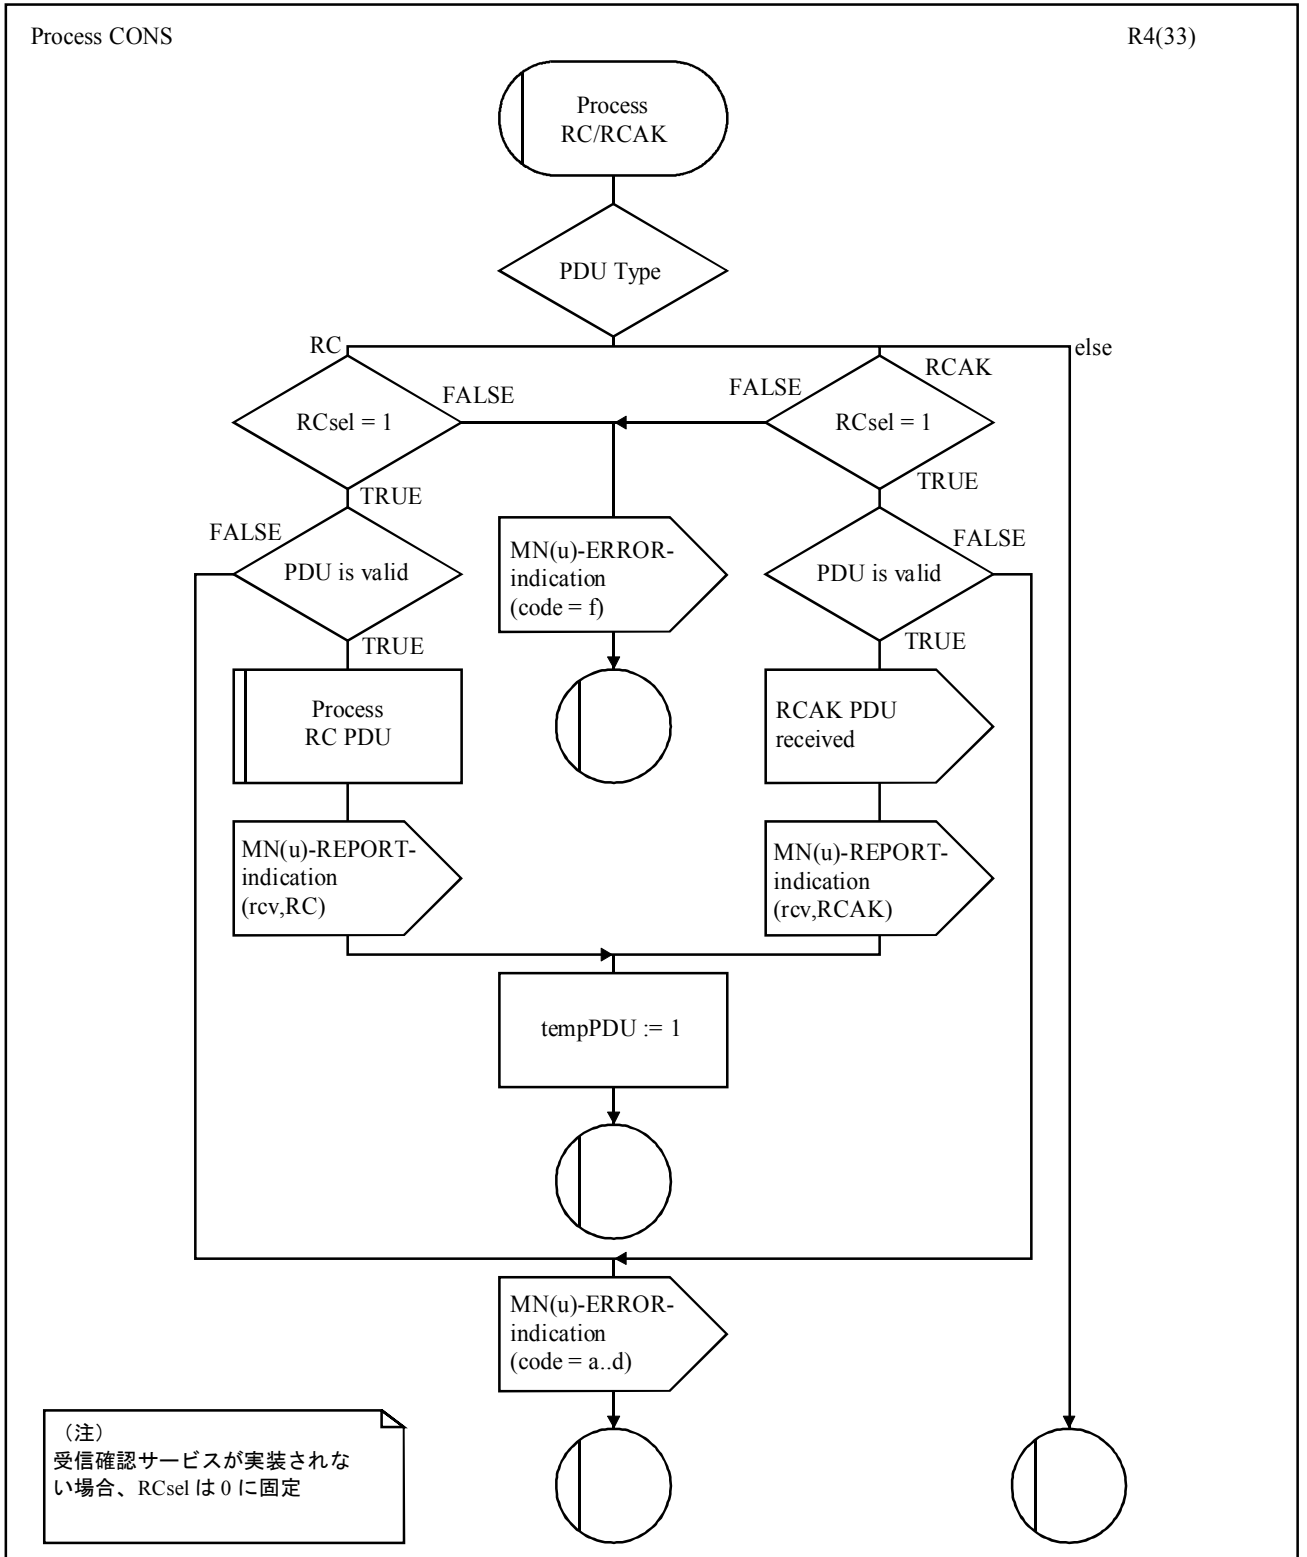 Process CONS
R4(33)
Process
RC/RCAK
PDU Type
RC
RCAK
else
FALSE
FALSE
RCsel = 1
RCsel = 1
TRUE
TRUE
FALSE
FALSE
PDU is valid
MN(u)-ERROR-
indication
(code = f)
PDU is valid
TRUE
TRUE
Process
RC PDU
RCAK PDU
received
MN(u)-REPORT-
indication
(rcv,RC)
MN(u)-REPORT-
indication
(rcv,RCAK)
tempPDU := 1
MN(u)-ERROR-
indication
(code = a..d)
（注）
受信確認サービスが実装されな
い場合、RCsel は 0 に固定